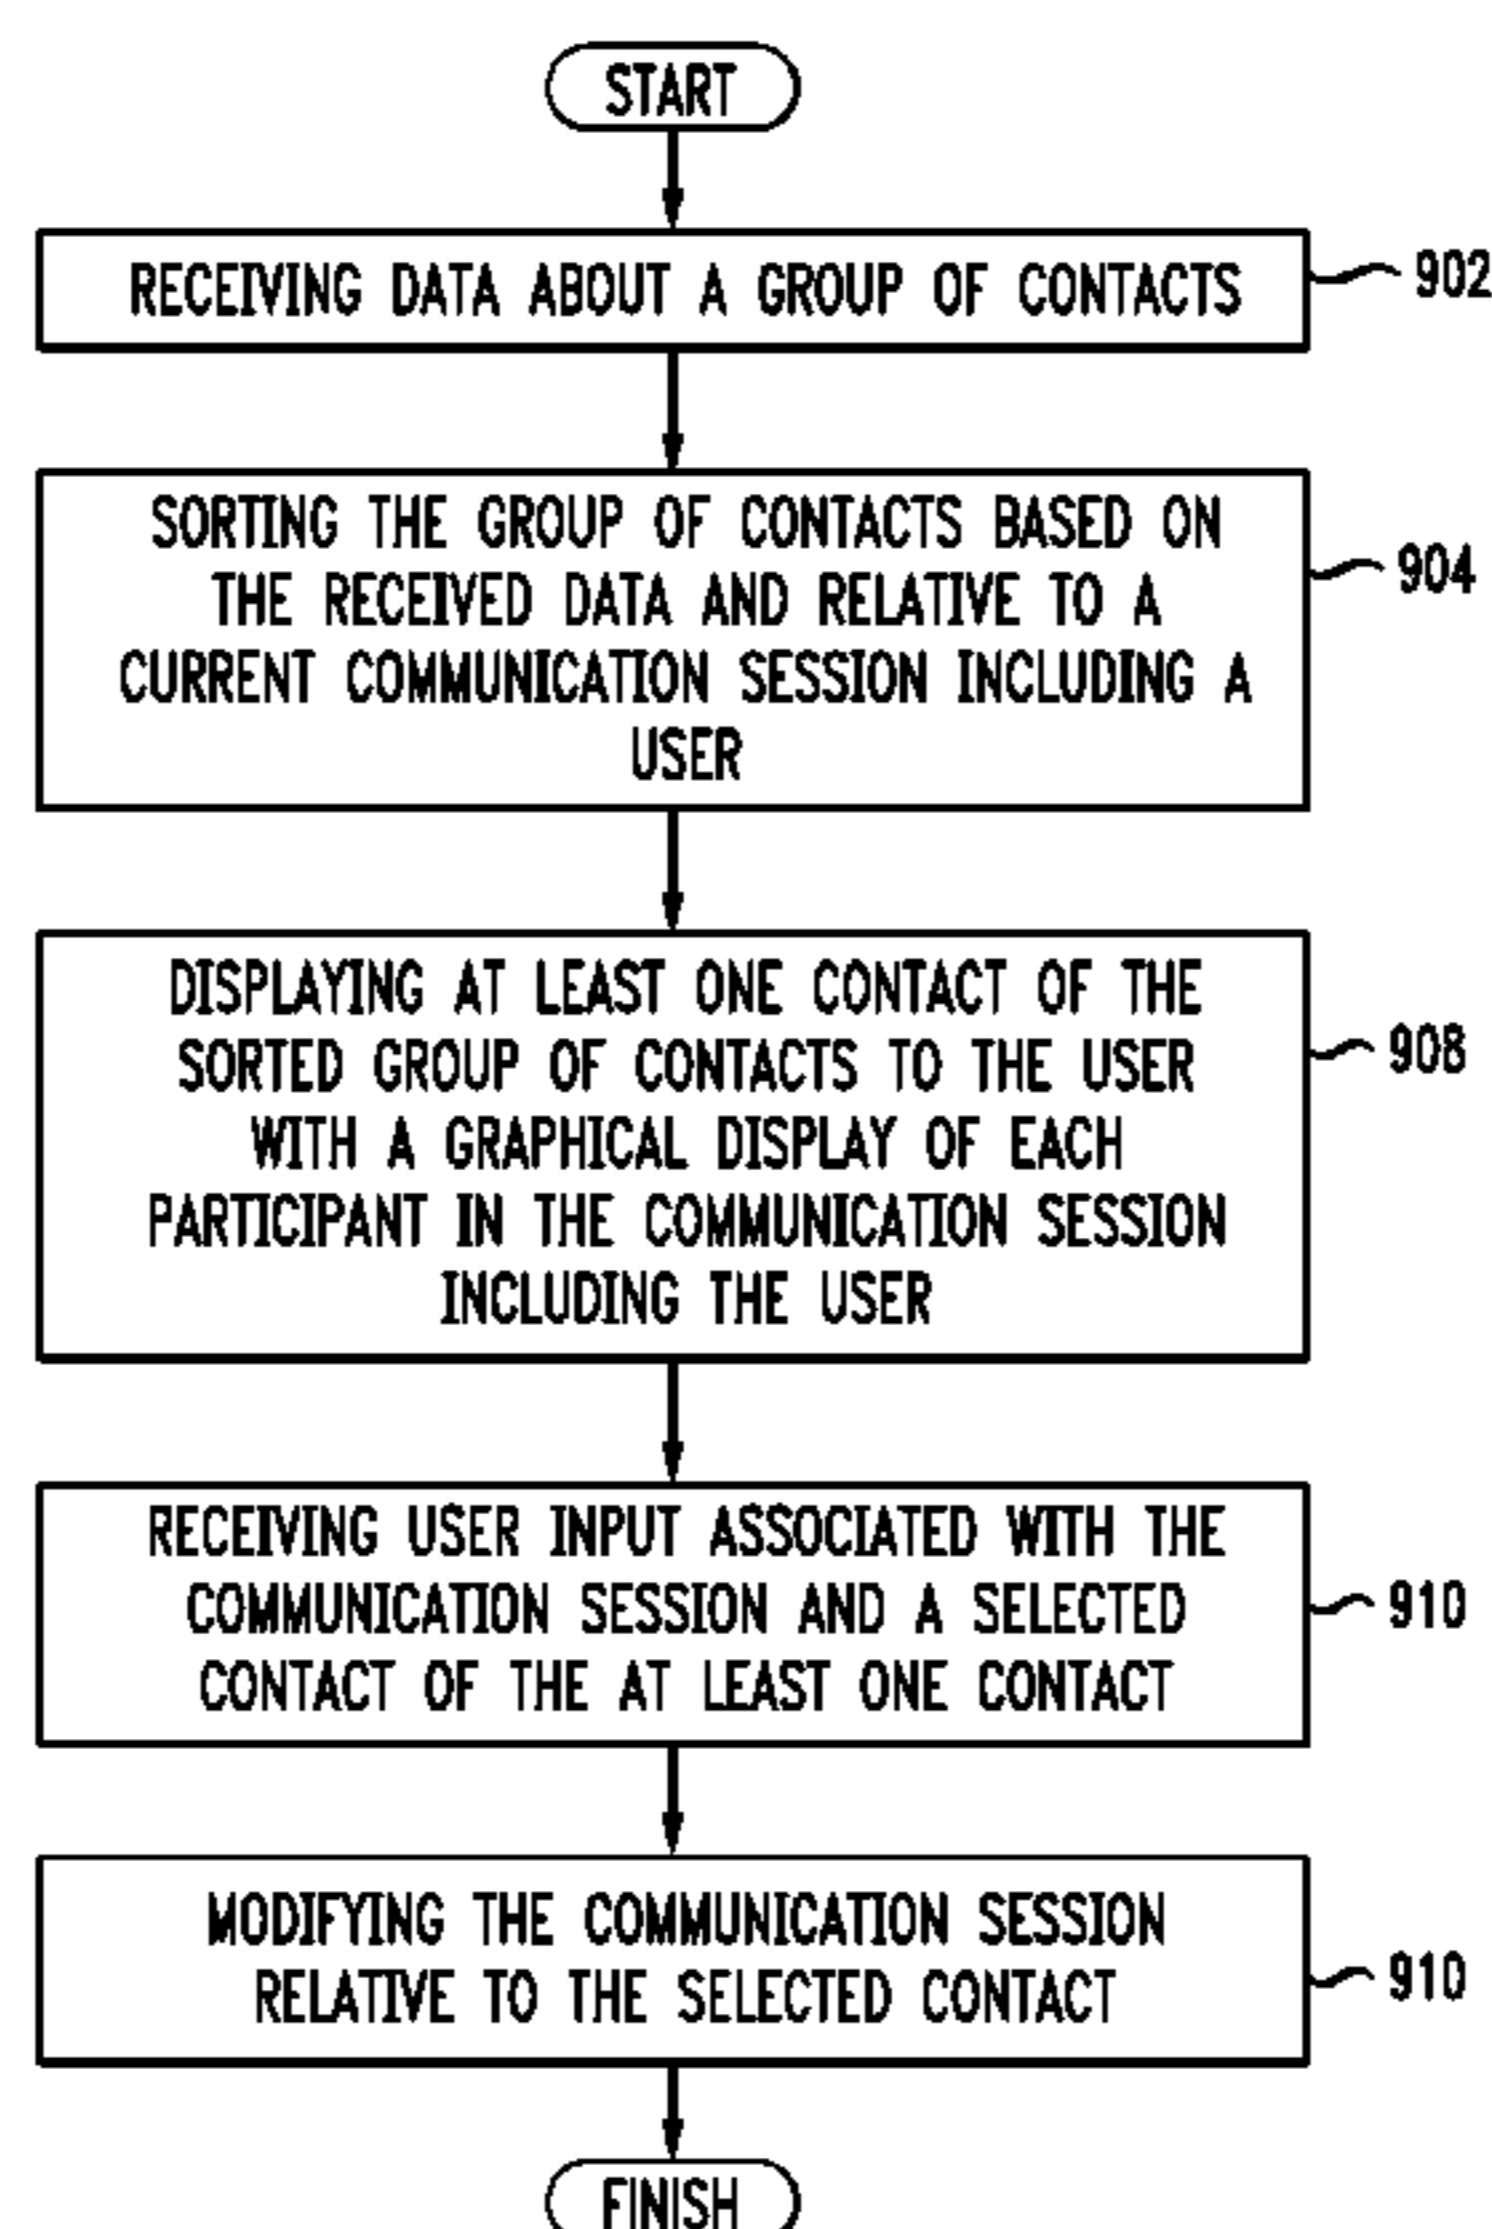 START
RECEIVING DATA ABOUT A GROUP OF CONTACTS
902
SORTING THE GROUP OF CONTACTS BASED ON
THE RECEIVED DATA AND RELATIVE TO A
CURRENT COMMUNICATION SESSION INCLUDING A
USER
904
DISPLAYING AT LEAST ONE CONTACT OF THE
SORTED GROUP OF CONTACTS TO THE USER
WITH A GRAPHICAL DISPLAY OF EACH
PARTICIPANT IN THE COMMUNICATION SESSION
INCLUDING THE USER
908
RECEIVING USER INPUT ASSOCIATED WITH THE
COMMUNICATION SESSION AND A SELECTED
CONTACT OF THE AT LEAST ONE CONTACT
910
MODIFYING THE COMMUNICATION SESSION
RELATIVE TO THE SELECTED CONTACT
910
FINISH